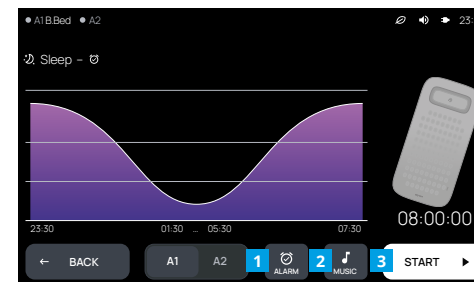 A1 B.Bed A2 23:
Sleep –
23:30 01:30 ... 05:30 07:30
08:00:00
← BACK A1 A2 1 ALARM 2 MUSIC 3 START